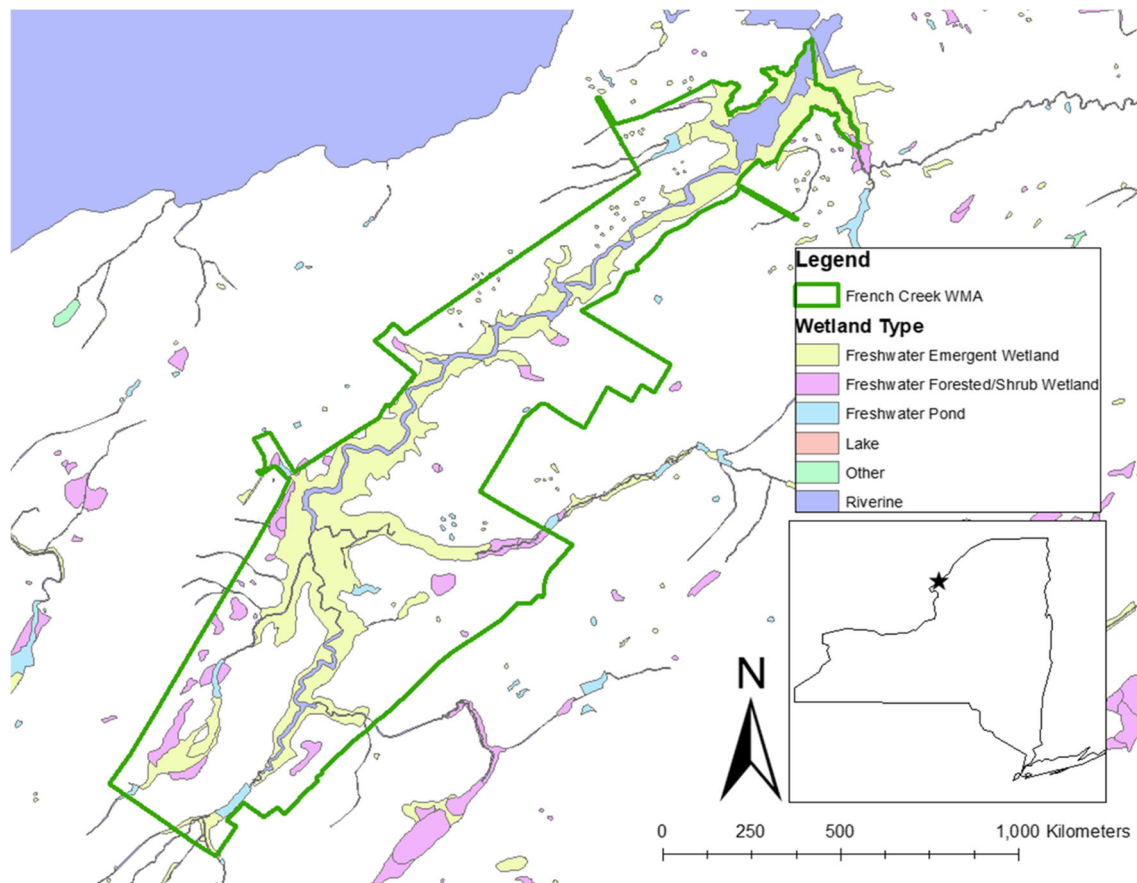 Legend
French Creek WMA
Wetland Type
Freshwater Emergent Wetland
Freshwater Forested/Shrub Wetland
Freshwater Pond
Lake
Other
Riverine
N
0 250 500 1,000 Kilometers